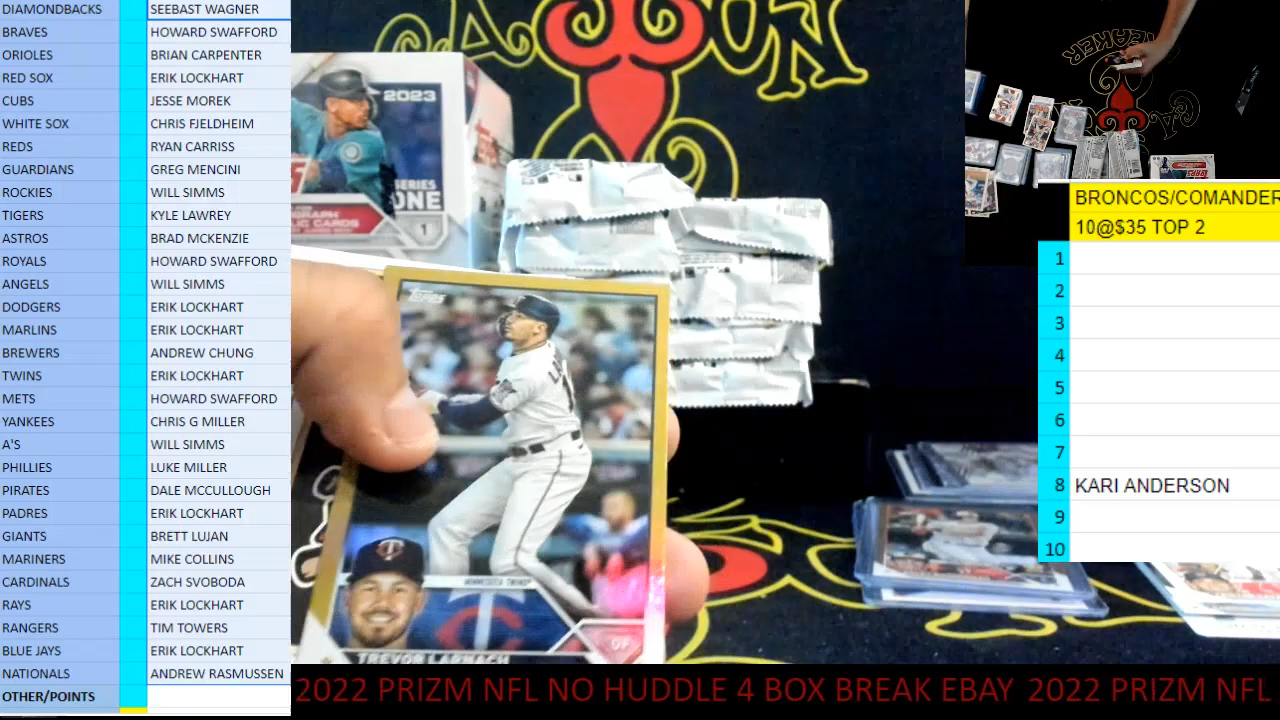 DIAMONDBACKS SEEBAST WAGNER
BRAVES HOWARD SWAFFORD
ORIOLES BRIAN CARPENTER
RED SOX ERIK LOCKHART
CUBS JESSE MOREK
WHITE SOX CHRIS FJELDHEIM
REDS RYAN CARRISS
GUARDIANS GREG MENCINI
ROCKIES WILL SIMMS
TIGERS KYLE LAWREY
ASTROS BRAD MCKENZIE
ROYALS HOWARD SWAFFORD
ANGELS WILL SIMMS
DODGERS ERIK LOCKHART
MARLINS ERIK LOCKHART
BREWERS ANDREW CHUNG
TWINS ERIK LOCKHART
METS HOWARD SWAFFORD
YANKEES CHRIS G MILLER
A'S WILL SIMMS
PHILLIES LUKE MILLER
PIRATES DALE MCCULLOUGH
PADRES ERIK LOCKHART
GIANTS BRETT LUJAN
MARINERS MIKE COLLINS
CARDINALS ZACH SVOBODA
RAYS ERIK LOCKHART
RANGERS TIM TOWERS
BLUE JAYS ERIK LOCKHART
NATIONALS ANDREW RASMUSSEN
OTHER/POINTS
2023
SERIES
ONE
1
Topps
MINNESOTA TWINS
OF
TREVOR LARNACH
BRONCOS/COMANDER
10@$35 TOP 2
1
2
3
4
5
6
7
8 KARI ANDERSON
9
10
2022 PRIZM NFL NO HUDDLE 4 BOX BREAK EBAY 2022 PRIZM NFL